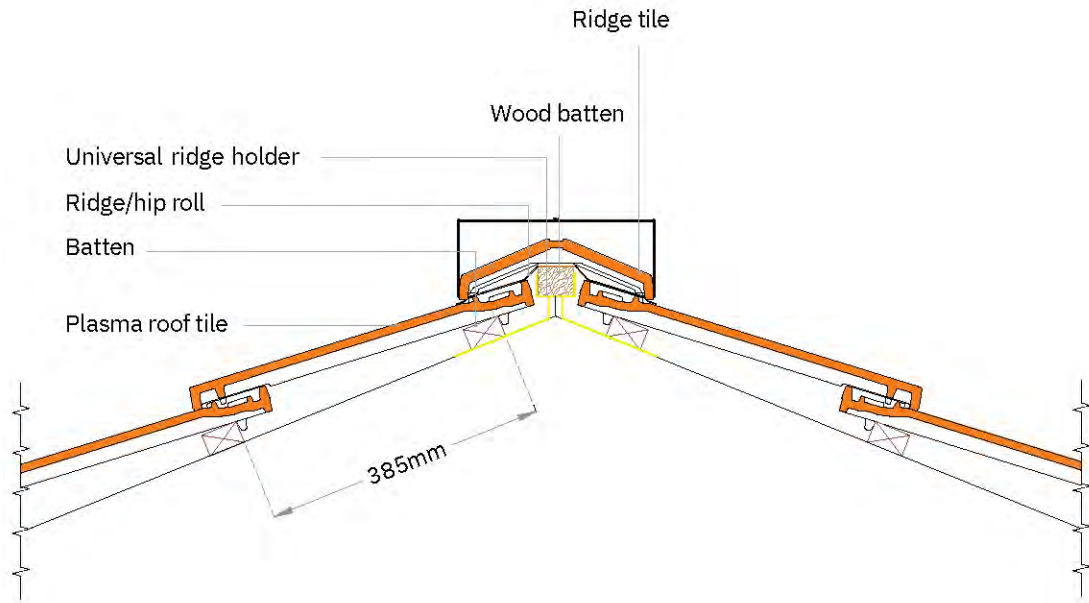 Ridge tile
Wood batten
Universal ridge holder
Ridge/hip roll
Batten
Plasma roof tile
385mm